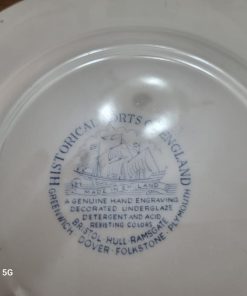 HISTORICAL PORTS OF ENGLAND
MADE IN ENGLAND
A GENUINE HAND ENGRAVING
DECORATED UNDERGLAZE
DETERGENT AND ACID
RESISTING COLORS
BRISTOL HULL RAMSGATE
GREENWICH DOVER · FOLKSTONE · PLYMOUTH
5G